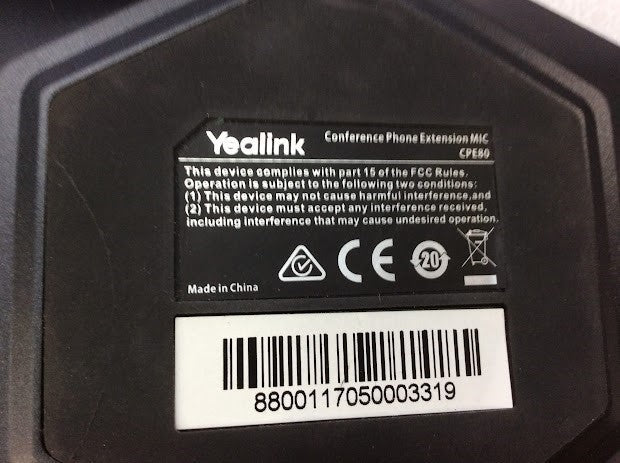 Yealink Conference Phone Extension MIC
CPE80
This device complies with part 15 of the FCC Rules.
Operation is subject to the following two conditions:
(1) This device may not cause harmful interference,and
(2) This device must accept any interference received,
including interference that may cause undesired operation.
CE 20
Made in China
8800117050003319